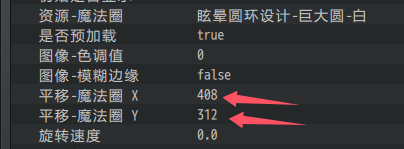 资源-魔法圈 眩晕圆环设计-巨大圆-白
是否预加载 true
图像-色调值 0
图像-模糊边缘 false
平移-魔法圈 X 408
平移-魔法圈 Y 312
旋转速度 0.0